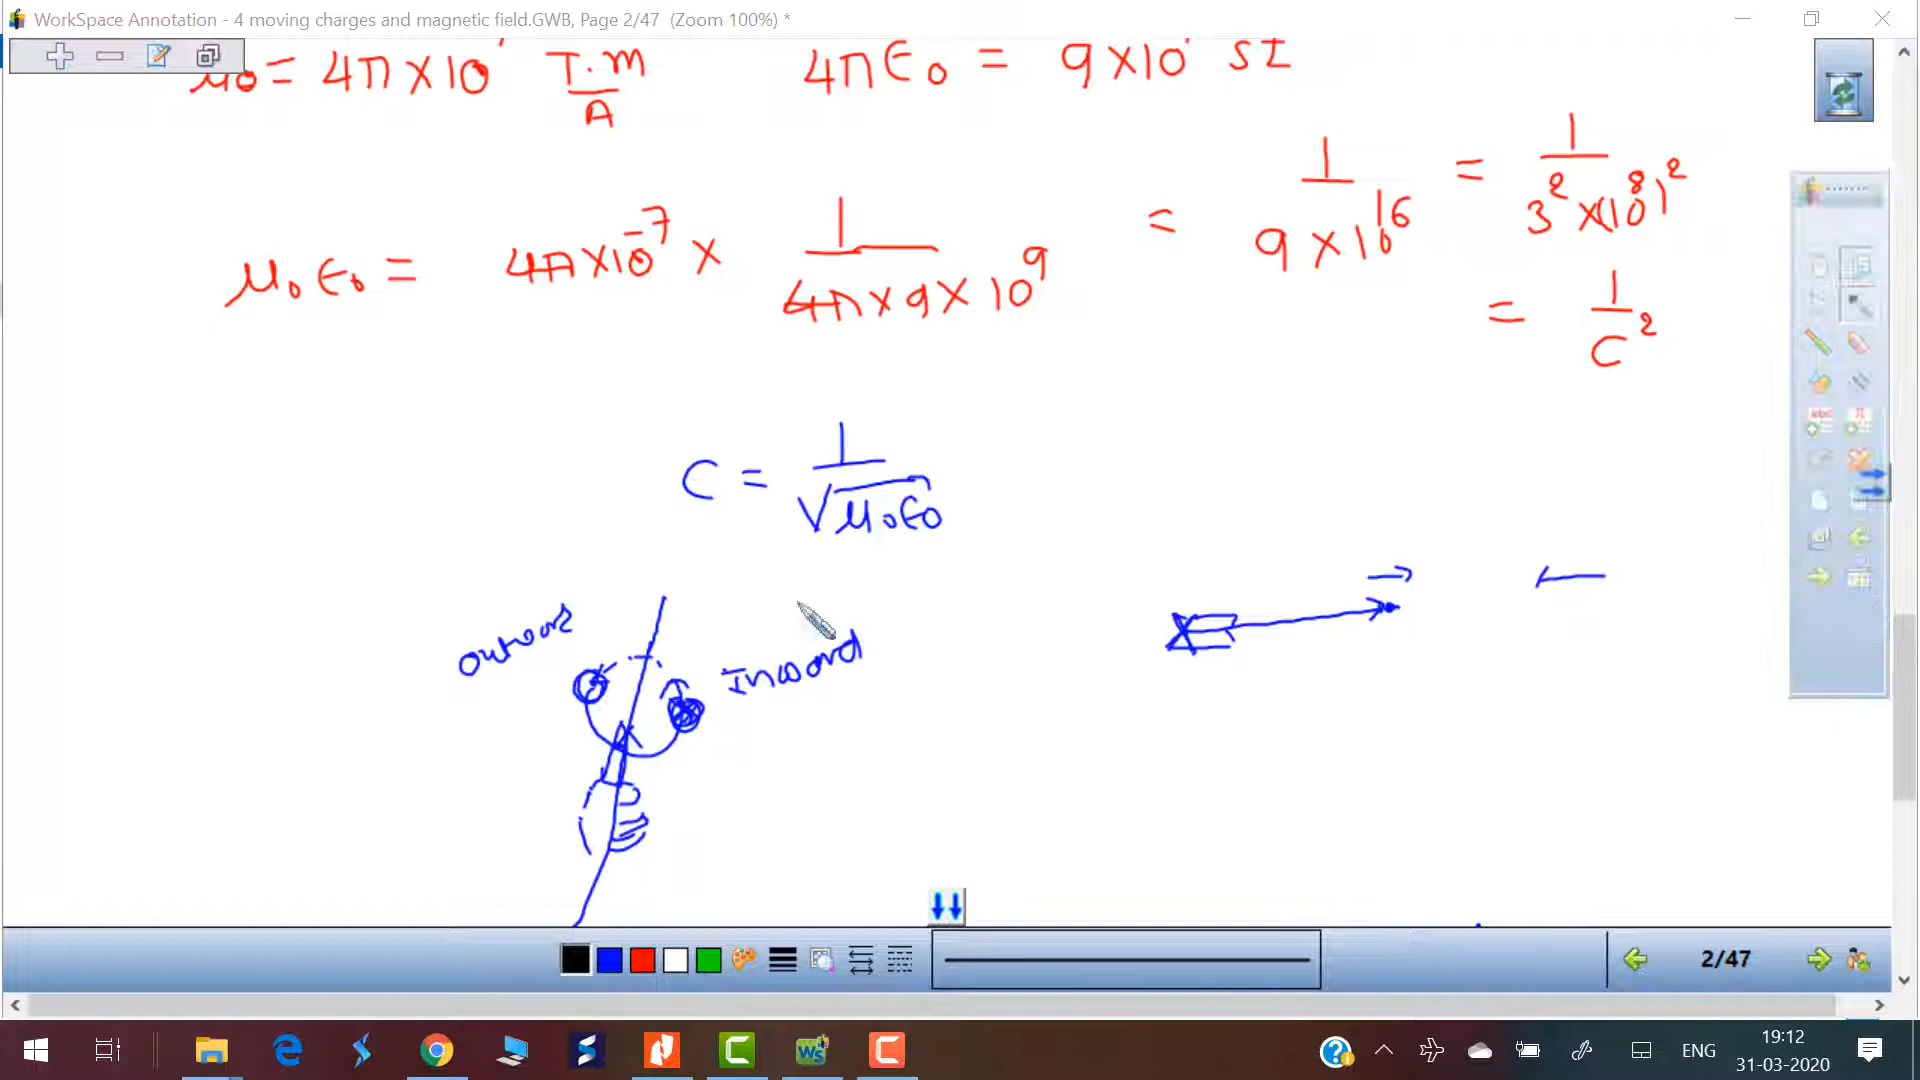 WorkSpace Annotation - 4 moving charges and magnetic field.GWB, Page 2/47 (Zoom 100%) *
μ0 = 4π×10 T.m/A 4πϵ0 = 9×10 SI
μ0 ϵ0 = 4π×10⁻⁷ × 1/(4π×9×10⁹) = 1/(9×10¹⁶) = 1/(3²×(10⁸)²)
= 1/C²
C = 1/√μ0ϵ0
Inward
2/47
19:12
ENG
31-03-2020